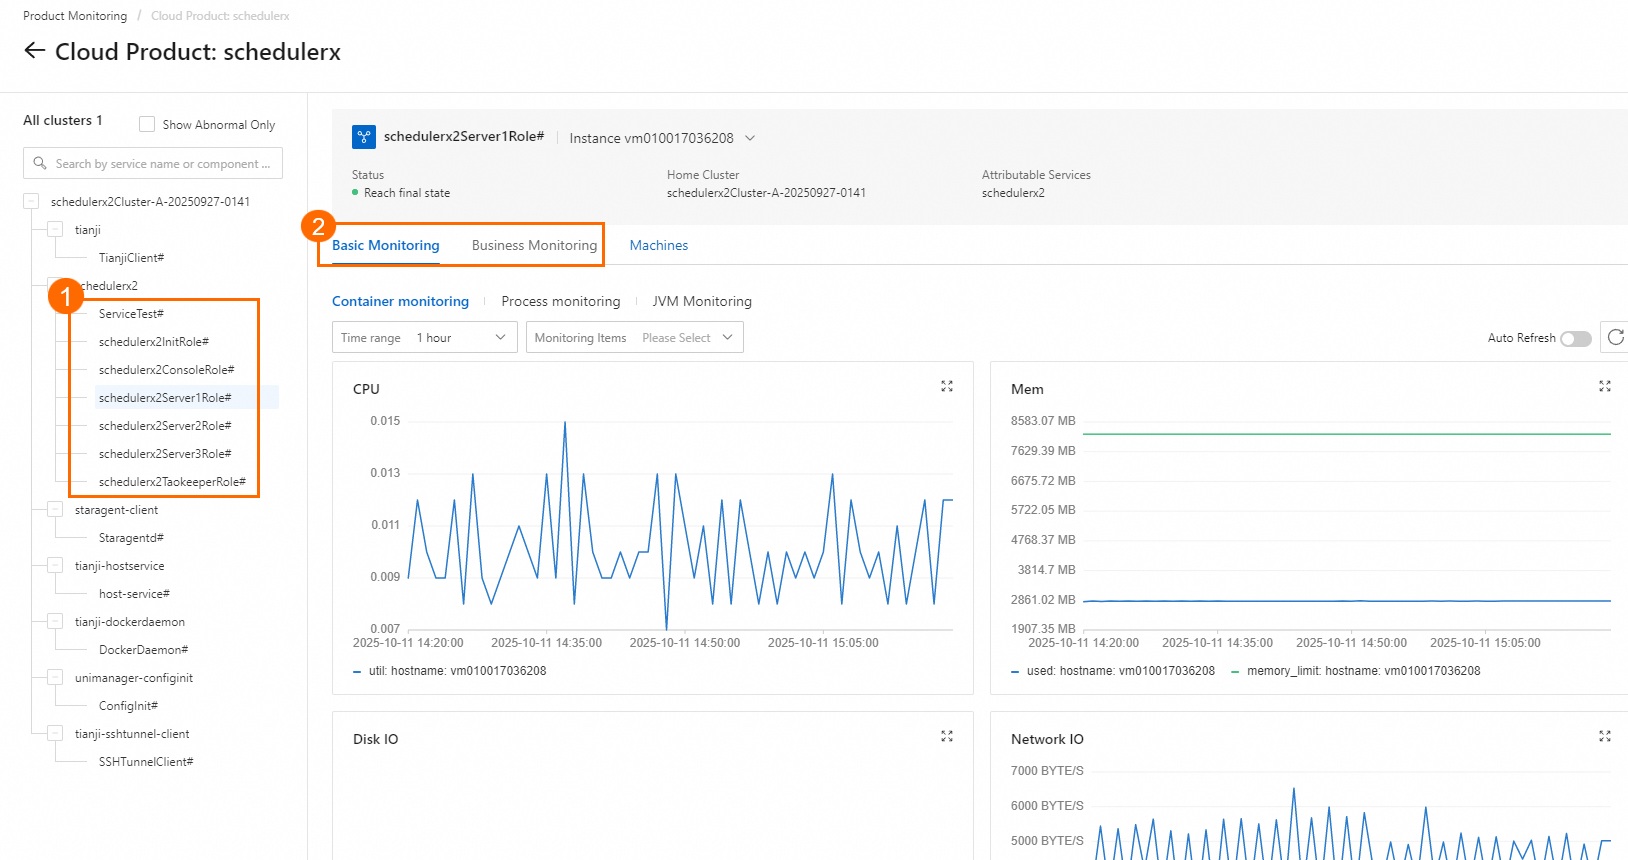 Product Monitoring / Cloud Product: schedulerx
Cloud Product: schedulerx
All clusters 1
Show Abnormal Only
Search by service name or component ...
schedulerx2Cluster-A-20250927-0141
tianji
TianjiClient#
chedulerx2
1
ServiceTest#
schedulerx2InitRole#
schedulerx2ConsoleRole#
schedulerx2Server1Role#
schedulerx2Server2Role#
schedulerx2Server3Role#
schedulerx2TaokeeperRole#
staragent-client
Staragentd#
tianji-hostservice
host-service#
tianji-dockerdaemon
DockerDaemon#
unimanager-configinit
ConfigInit#
tianji-sshtunnel-client
SSHTunnelClient#
schedulerx2Server1Role# Instance vm010017036208
Status Home Cluster Attributable Services
Reach final state schedulerx2Cluster-A-20250927-0141 schedulerx2
2
Basic Monitoring Business Monitoring Machines
Container monitoring Process monitoring JVM Monitoring
Time range 1 hour Monitoring Items Please Select Auto Refresh
CPU
0.015
0.013
0.011
0.009
0.007
2025-10-11 14:20:00 2025-10-11 14:35:00 2025-10-11 14:50:00 2025-10-11 15:05:00
util: hostname: vm010017036208
Mem
8583.07 MB
7629.39 MB
6675.72 MB
5722.05 MB
4768.37 MB
3814.7 MB
2861.02 MB
1907.35 MB
2025-10-11 14:20:00 2025-10-11 14:35:00 2025-10-11 14:50:00 2025-10-11 15:05:00
used: hostname: vm010017036208 memory_limit: hostname: vm010017036208
Disk IO
Network IO
7000 BYTE/S
6000 BYTE/S
5000 BYTE/S